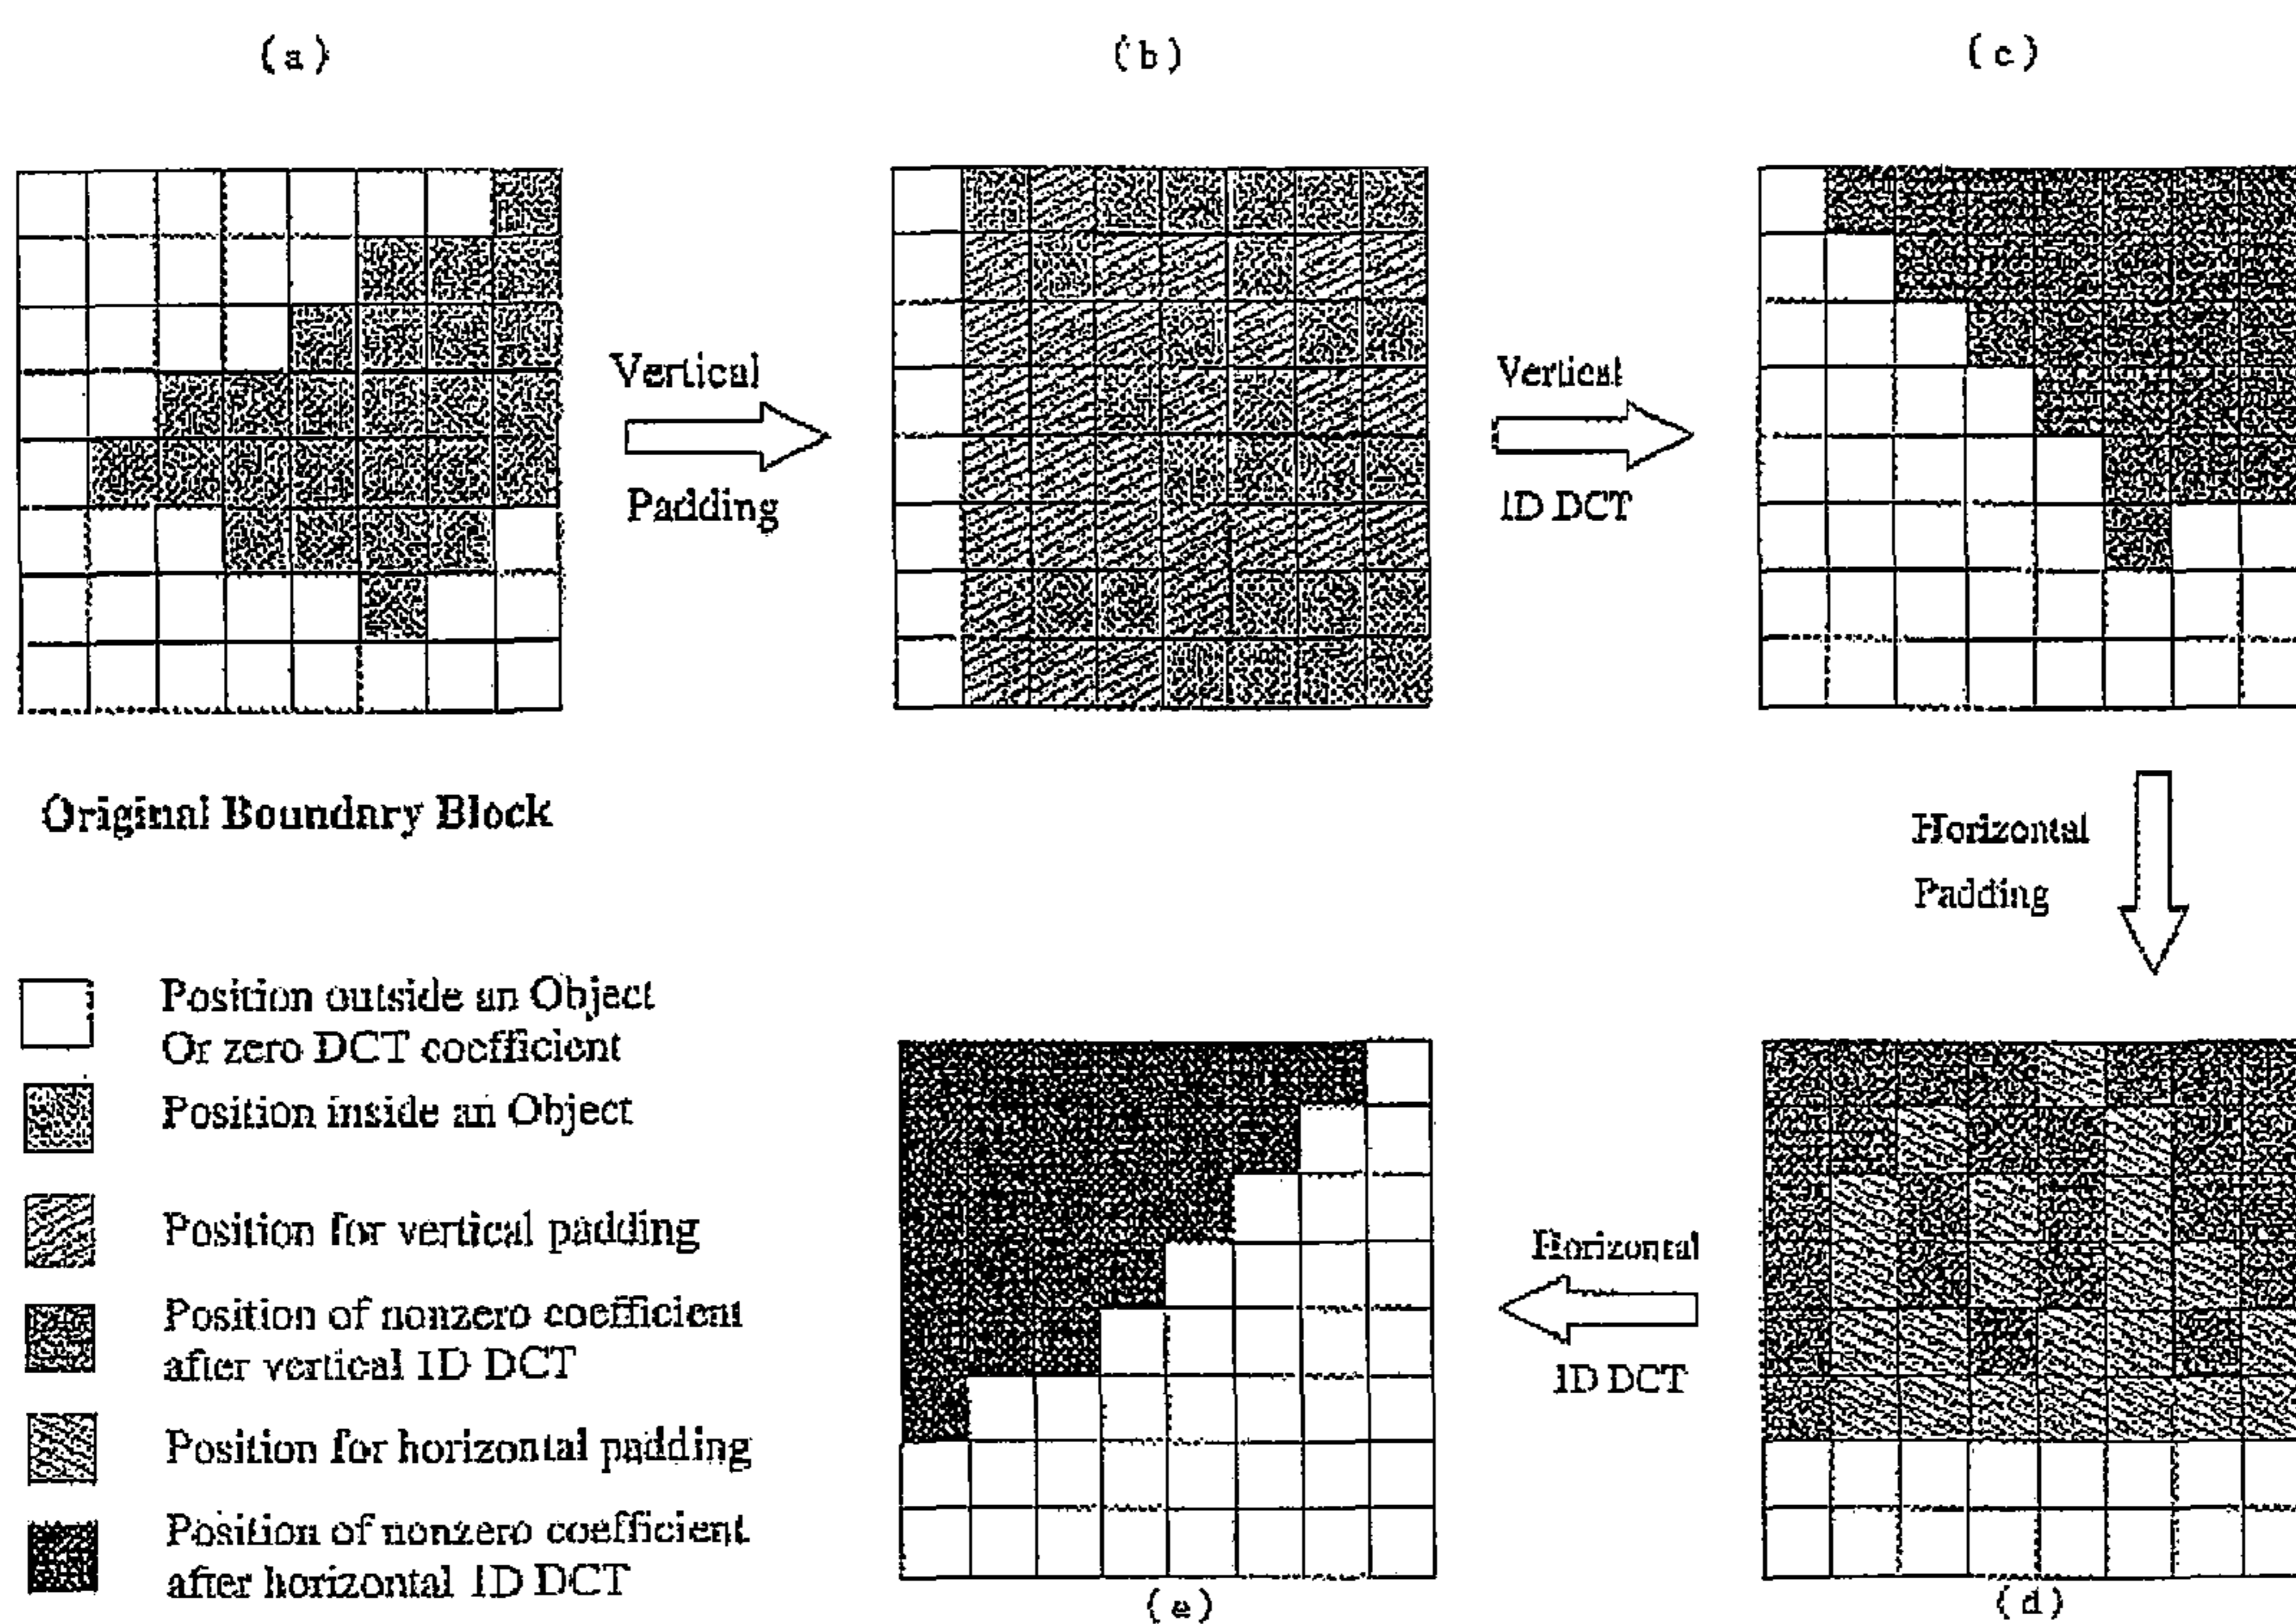 (a)
(b)
(c)
Vertical
Padding
Vertical
1D DCT
Original Boundary Block
Horizontal
Padding
Position outside an Object
Or zero DCT coefficient
Position inside an Object
Position for vertical padding
Position of nonzero coefficient
after vertical 1D DCT
Position for horizontal padding
Position of nonzero coefficient
after horizontal 1D DCT
Horizontal
1D DCT
(e)
(d)